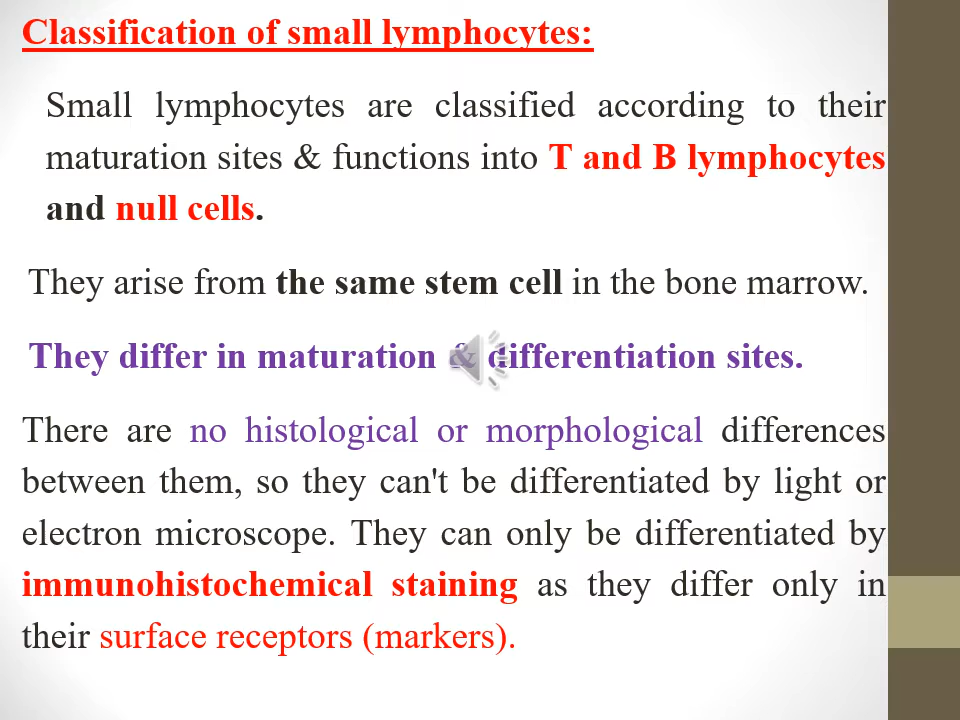 Classification of small lymphocytes:
Small lymphocytes are classified according to their
maturation sites & functions into T and B lymphocytes
and null cells.
They arise from the same stem cell in the bone marrow.
They differ in maturation & differentiation sites.
There are no histological or morphological differences
between them, so they can't be differentiated by light or
electron microscope. They can only be differentiated by
immunohistochemical staining as they differ only in
their surface receptors (markers).